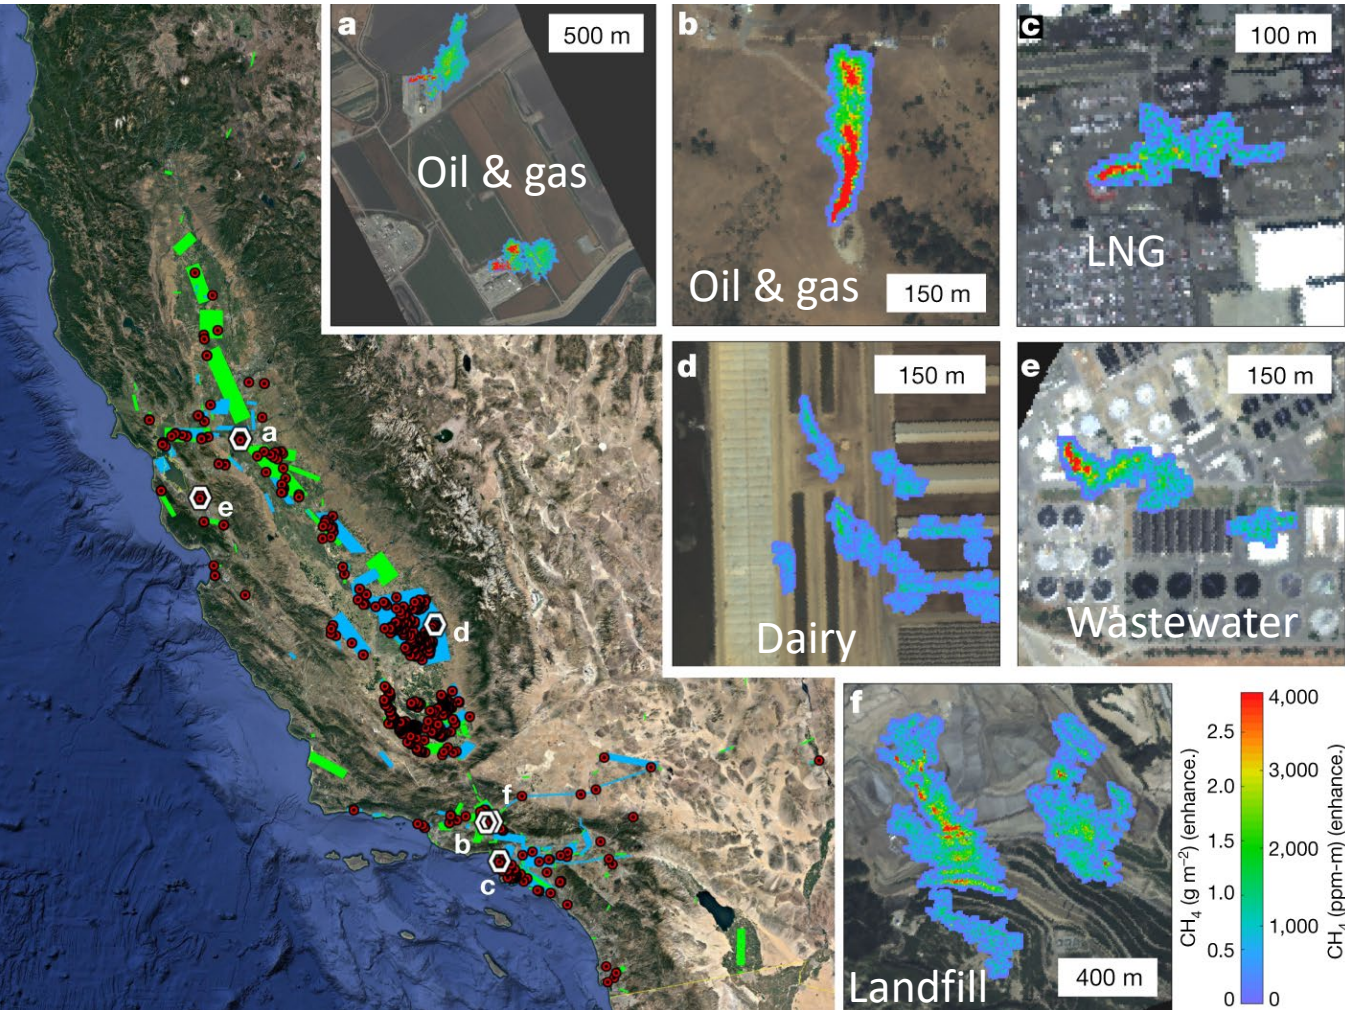 a
500 m
Oil & gas
b
Oil & gas
150 m
c
100 m
LNG
d
150 m
Dairy
e
150 m
Wastewater
a
e
d
f
b
c
f
Landfill
400 m
CH₄ (g m⁻²) (enhance.)
2.5
2.0
1.5
1.0
0.5
0
4,000
3,000
2,000
1,000
0
CH₄ (ppm-m) (enhance.)